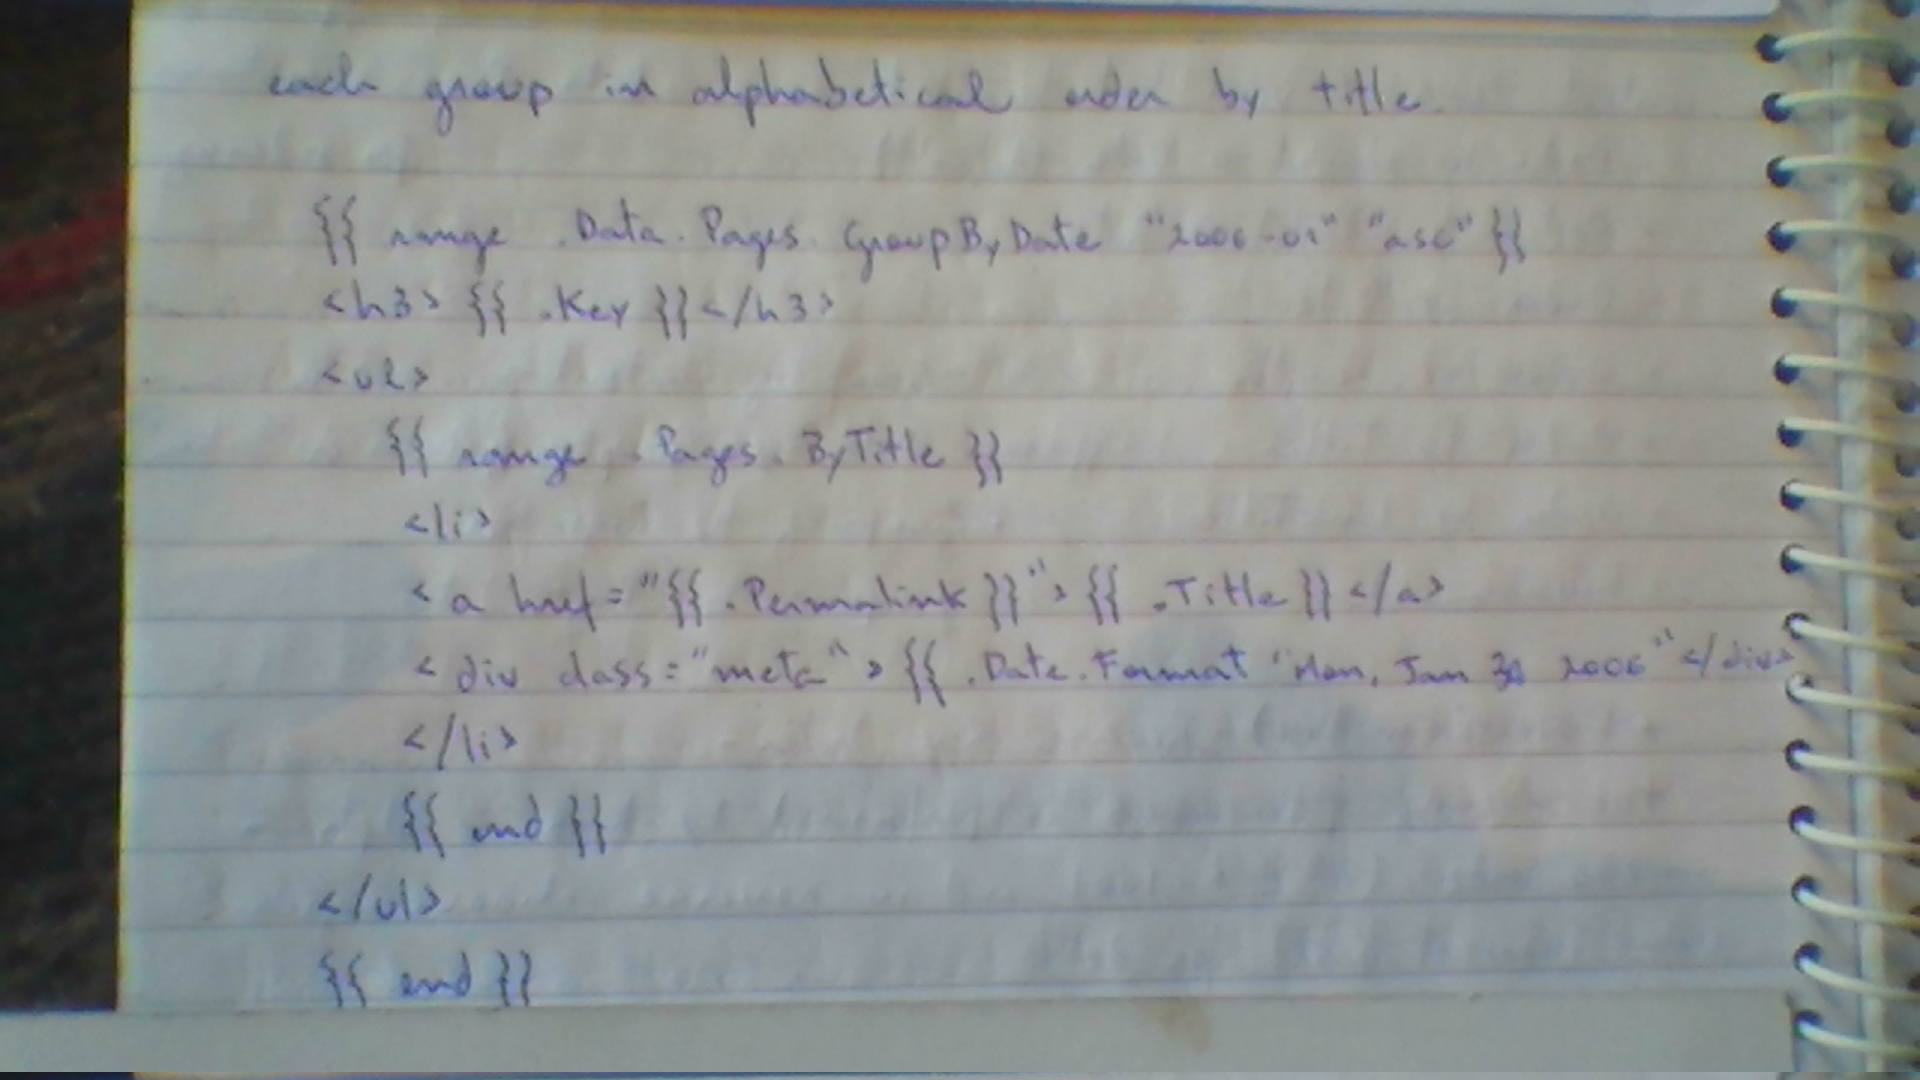 each group in alphabetical order by title.
{{ range .Data.Pages.GroupByDate "2006-01" "asc" }}
<h3> {{ .Key }}</h3>
<ul>
{{ range .Pages.ByTitle }}
<li>
<a href="{{ .Permalink }}">{{ .Title }}</a>
<div class="meta">{{ .Date.Format "Mon, Jan 2006"</div>
</li>
{{ end }}
</ul>
{{ end }}